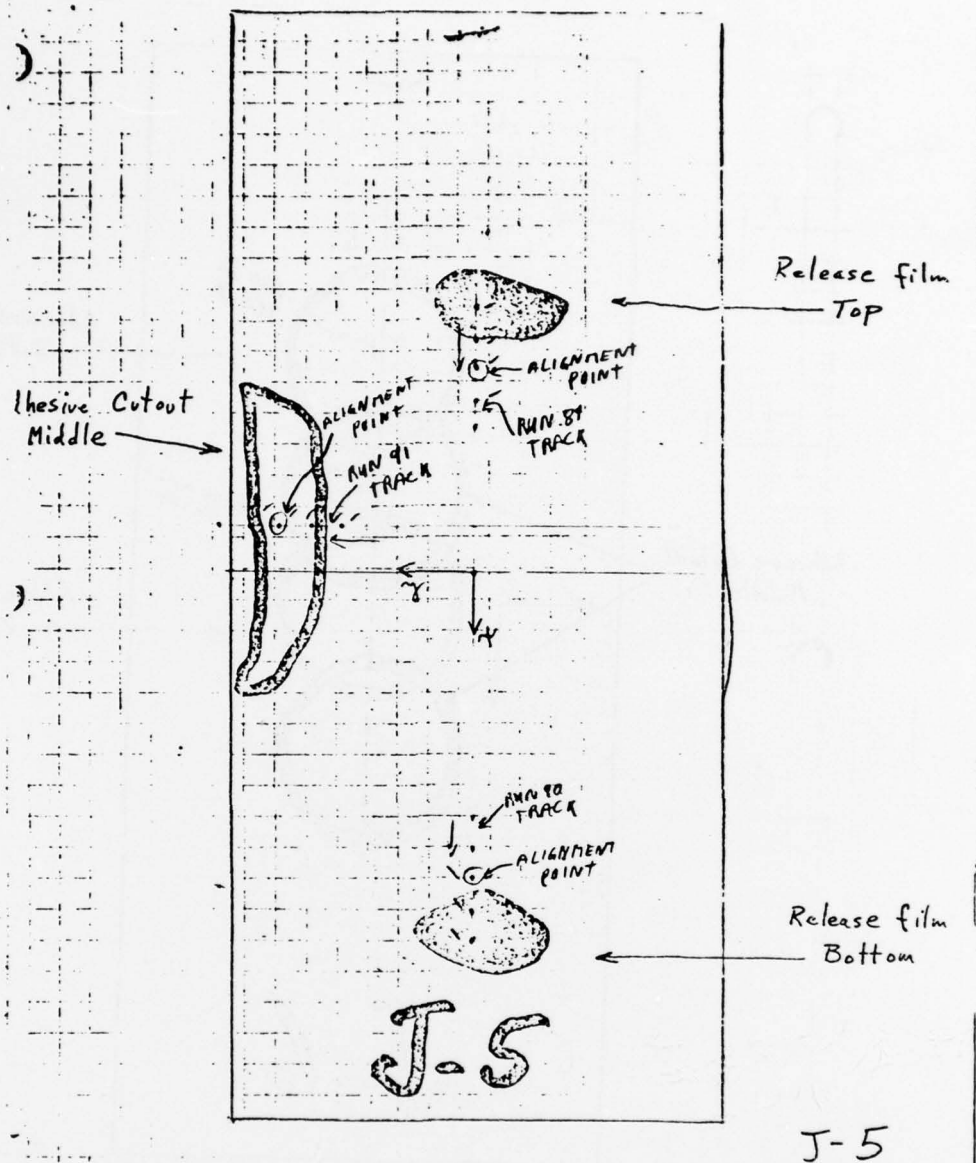 Release film
Top
ALIGNMENT
POINT
RUN 89
TRACK
lhesive Cutout
Middle
ALIGNMENT
POINT
RUN 91
TRACK
RUN 90
TRACK
ALIGNMENT
POINT
Release film
Bottom
J-5
J-5